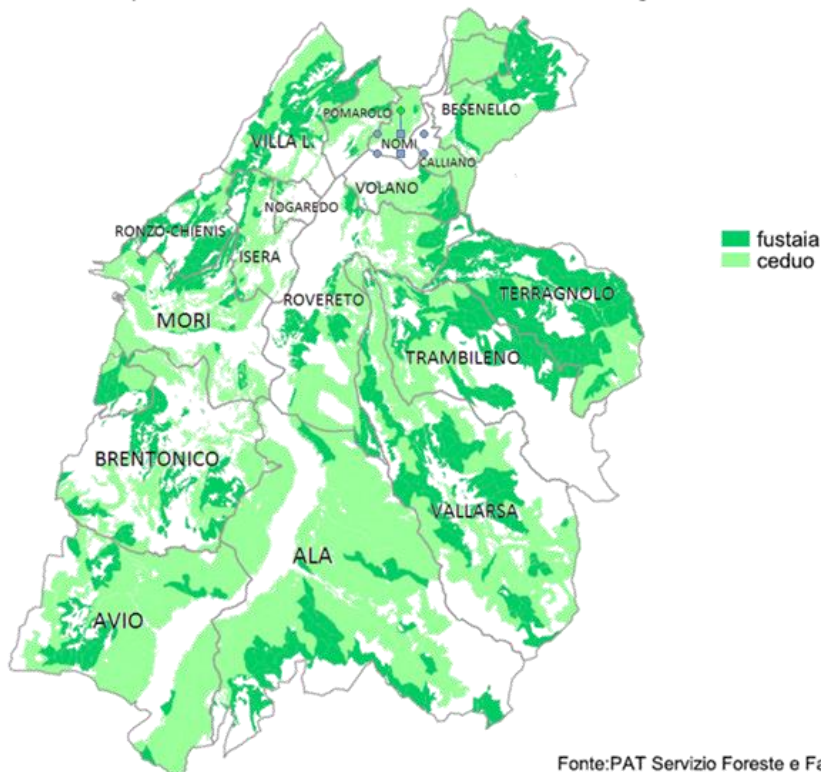 BESENELLO
POMAROLO
VILLA L.
NOMI
CALLIANO
VOLANO
NOGAREDO
RONZO-CHIENIS
ISERA
fustaia
ceduo
ROVERETO
TERRAGNOLO
MORI
TRAMBILENO
BRENTONICO
VALLARSA
ALA
AVIO
Fonte:PAT Servizio Foreste e Fa